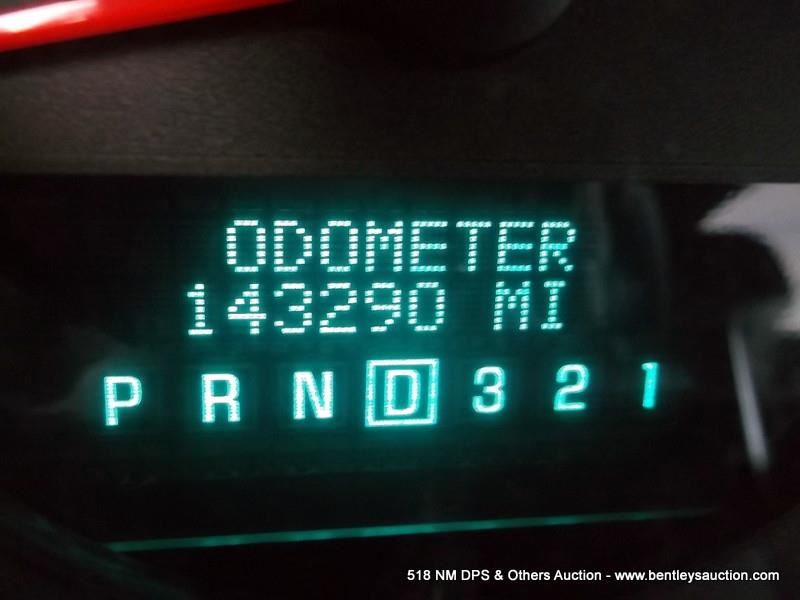 ODOMETER
143290 MI
P R N D 3 2 1
518 NM DPS & Others Auction - www.bentleysauction.com